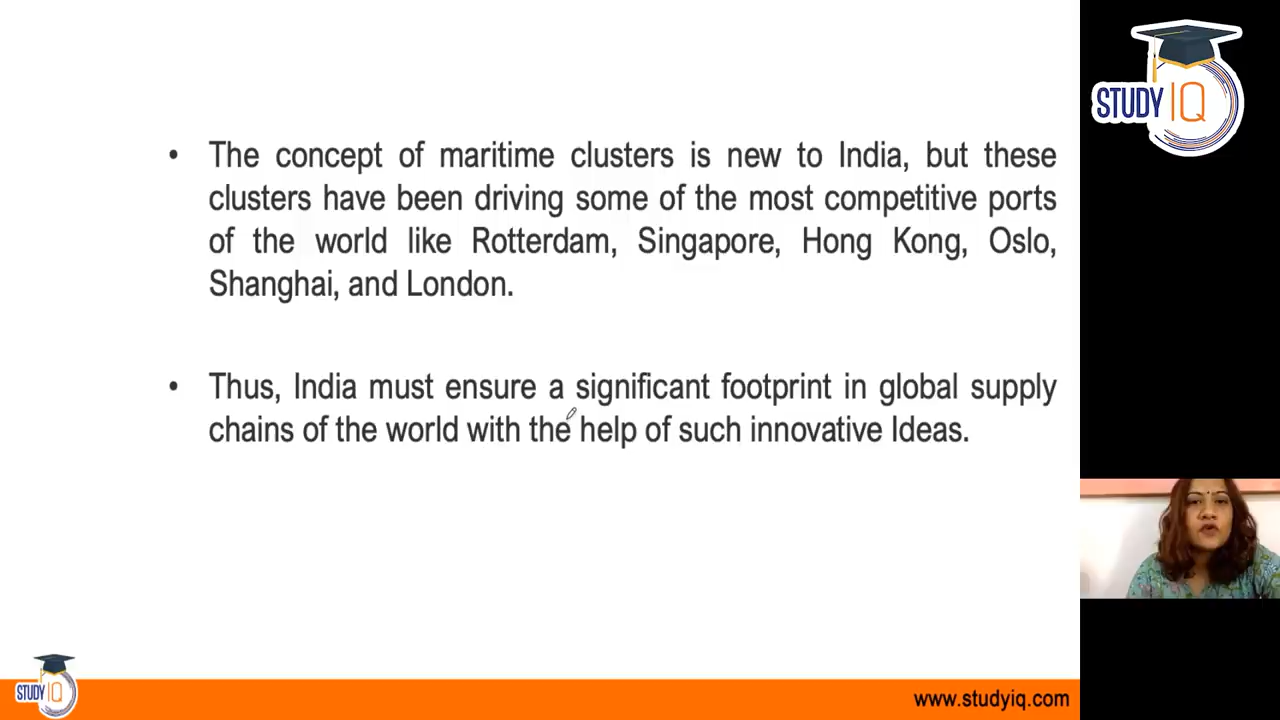 STUDY IQ
• The concept of maritime clusters is new to India, but these
clusters have been driving some of the most competitive ports
of the world like Rotterdam, Singapore, Hong Kong, Oslo,
Shanghai, and London.
• Thus, India must ensure a significant footprint in global supply
chains of the world with the help of such innovative Ideas.
STUDY IQ
www.studyiq.com